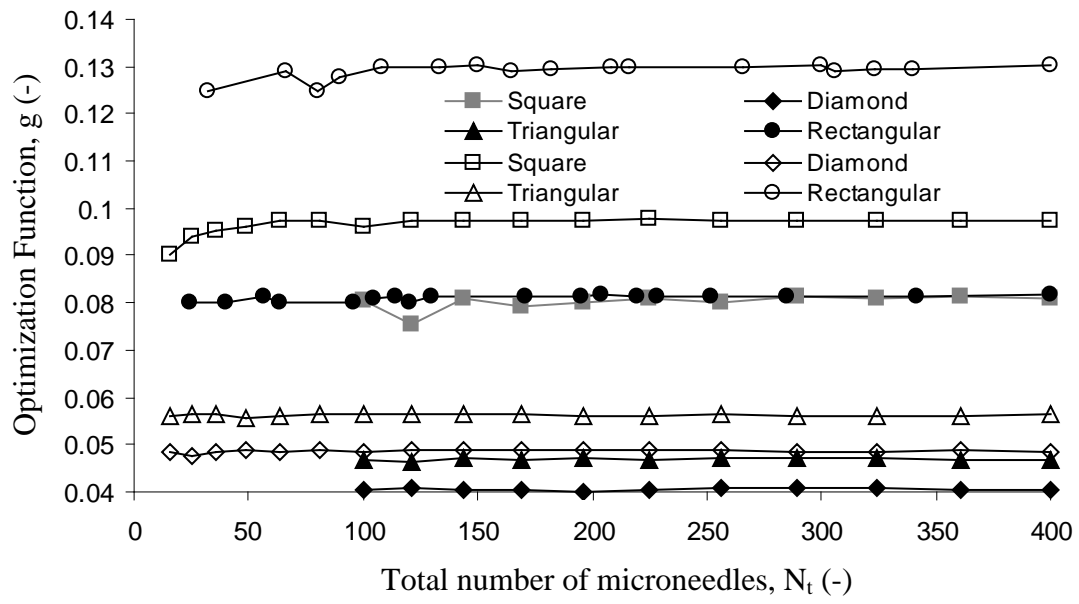 0.14
0.13
0.12
0.11
0.1
0.09
0.08
0.07
0.06
0.05
0.04
Optimization Function, g (-)
Square
Diamond
Triangular
Rectangular
Square
Diamond
Triangular
Rectangular
0 50 100 150 200 250 300 350 400
Total number of microneedles, Nₜ (-)